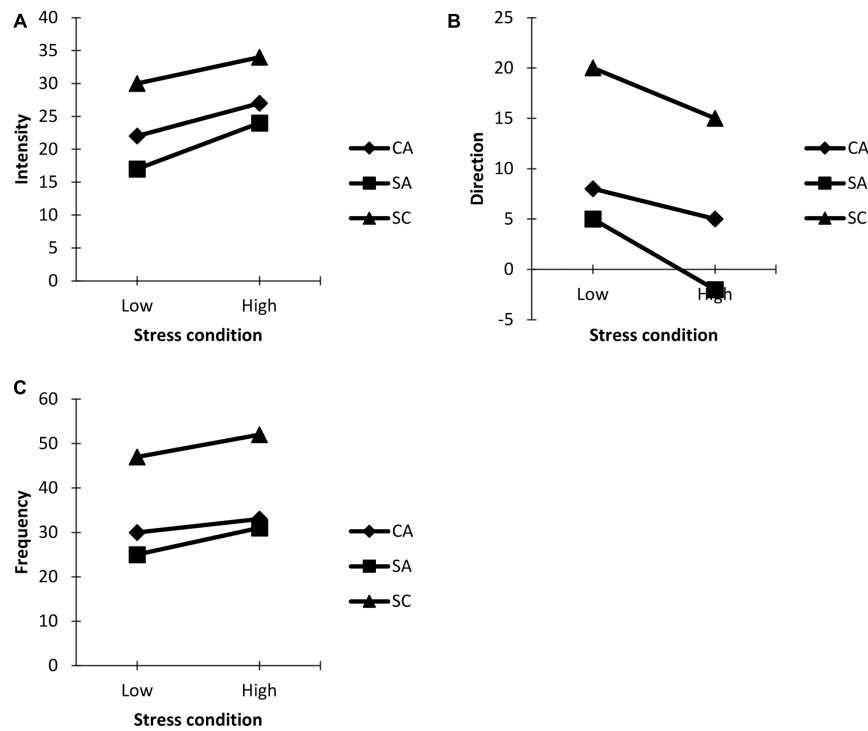 A
40
35
30
25
20
15
10
5
0
Intensity
Low High
Stress condition
CA
SA
SC
B
25
20
15
10
5
0
-5
Direction
Low High
Stress condition
CA
SA
SC
C
60
50
40
30
20
10
0
Frequency
Low High
Stress condition
CA
SA
SC